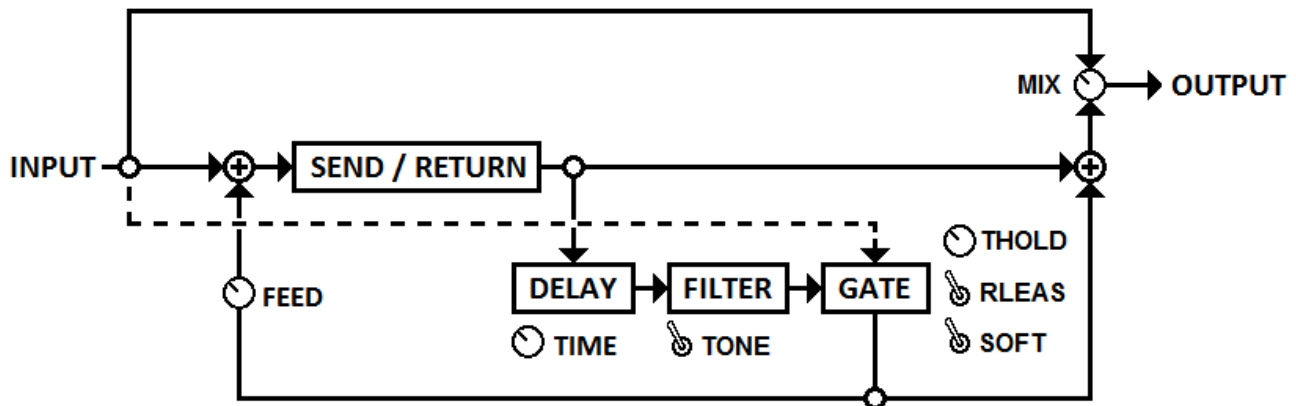 MIX
OUTPUT
INPUT
SEND / RETURN
THOLD
DELAY
FILTER
GATE
FEED
RLEAS
TIME
TONE
SOFT